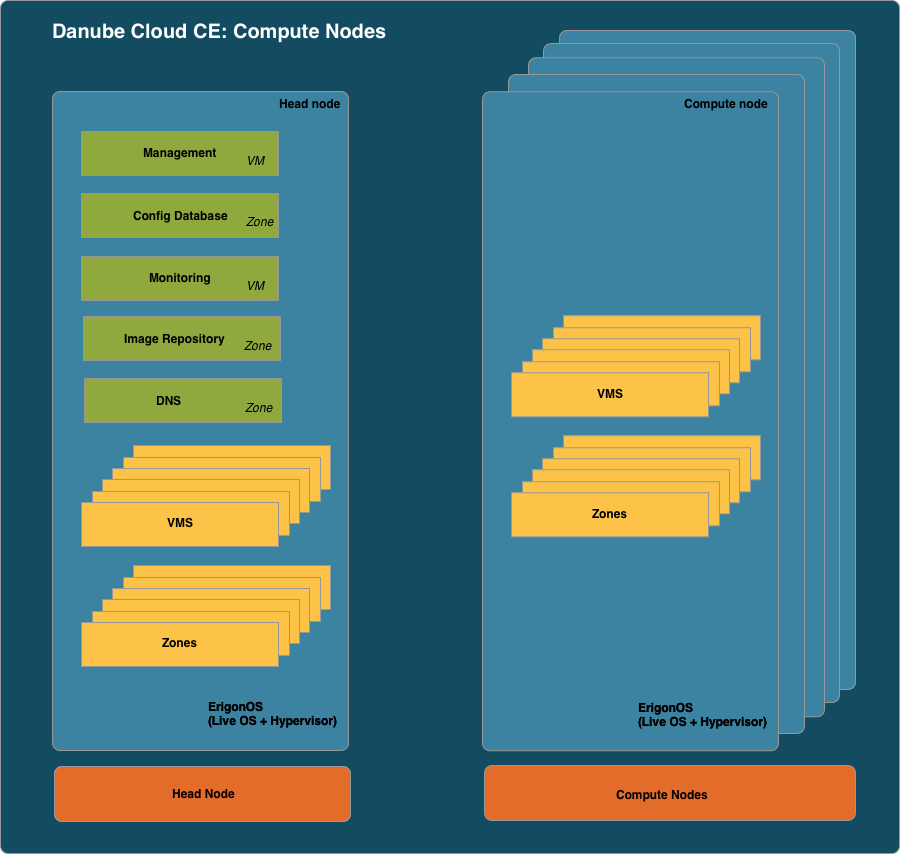 Danube Cloud CE: Compute Nodes
Head node
Management
VM
Config Database
Zone
Monitoring
VM
Image Repository
Zone
DNS
Zone
VMS
Zones
ErigonOS
(Live OS + Hypervisor)
Head Node
Compute node
VMS
Zones
ErigonOS
(Live OS + Hypervisor)
Compute Nodes